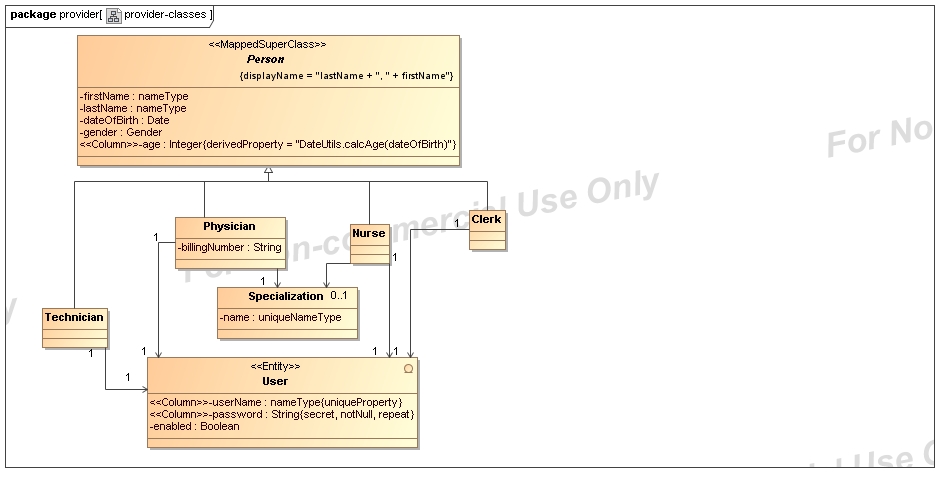 package provider[ provider-classes ]
<<MappedSuperClass>>
Person
{displayName = "lastName + ", " + firstName"}
-firstName : nameType
-lastName : nameType
-dateOfBirth : Date
-gender : Gender
<<Column>>-age : Integer{derivedProperty = "DateUtils.calcAge(dateOfBirth)"}
For No
For Non-commercial Use Only
Physician
-billingNumber : String
Nurse
Clerk
1
1
1
1
Specialization 0..1
-name : uniqueNameType
y
Technician
1
1
1
1
1
<<Entity>>
User
<<Column>>-userName : nameType{uniqueProperty}
<<Column>>-password : String{secret, notNull, repeat}
-enabled : Boolean
ial Use O